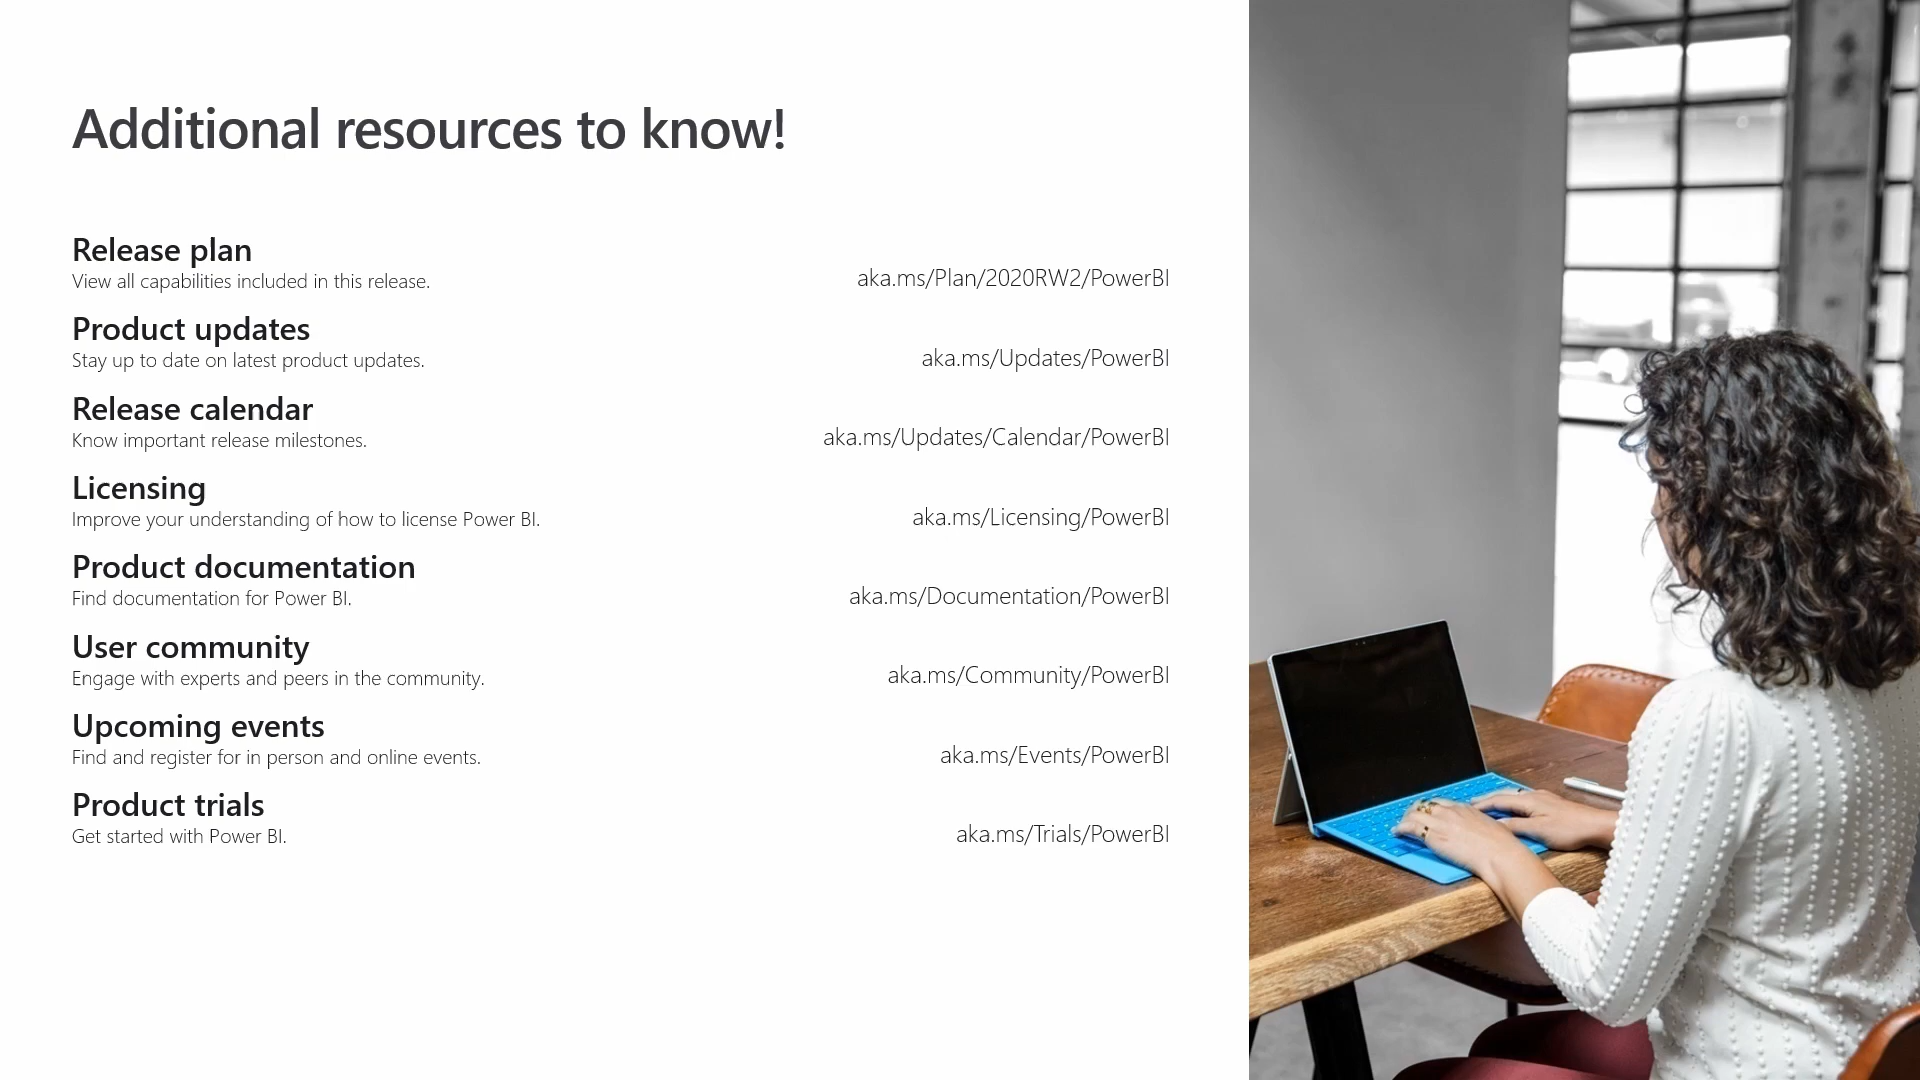 Additional resources to know!
Release plan
View all capabilities included in this release.
aka.ms/Plan/2020RW2/PowerBI
Product updates
Stay up to date on latest product updates.
aka.ms/Updates/PowerBI
Release calendar
Know important release milestones.
aka.ms/Updates/Calendar/PowerBI
Licensing
Improve your understanding of how to license Power BI.
aka.ms/Licensing/PowerBI
Product documentation
Find documentation for Power BI.
aka.ms/Documentation/PowerBI
User community
Engage with experts and peers in the community.
aka.ms/Community/PowerBI
Upcoming events
Find and register for in person and online events.
aka.ms/Events/PowerBI
Product trials
Get started with Power BI.
aka.ms/Trials/PowerBI